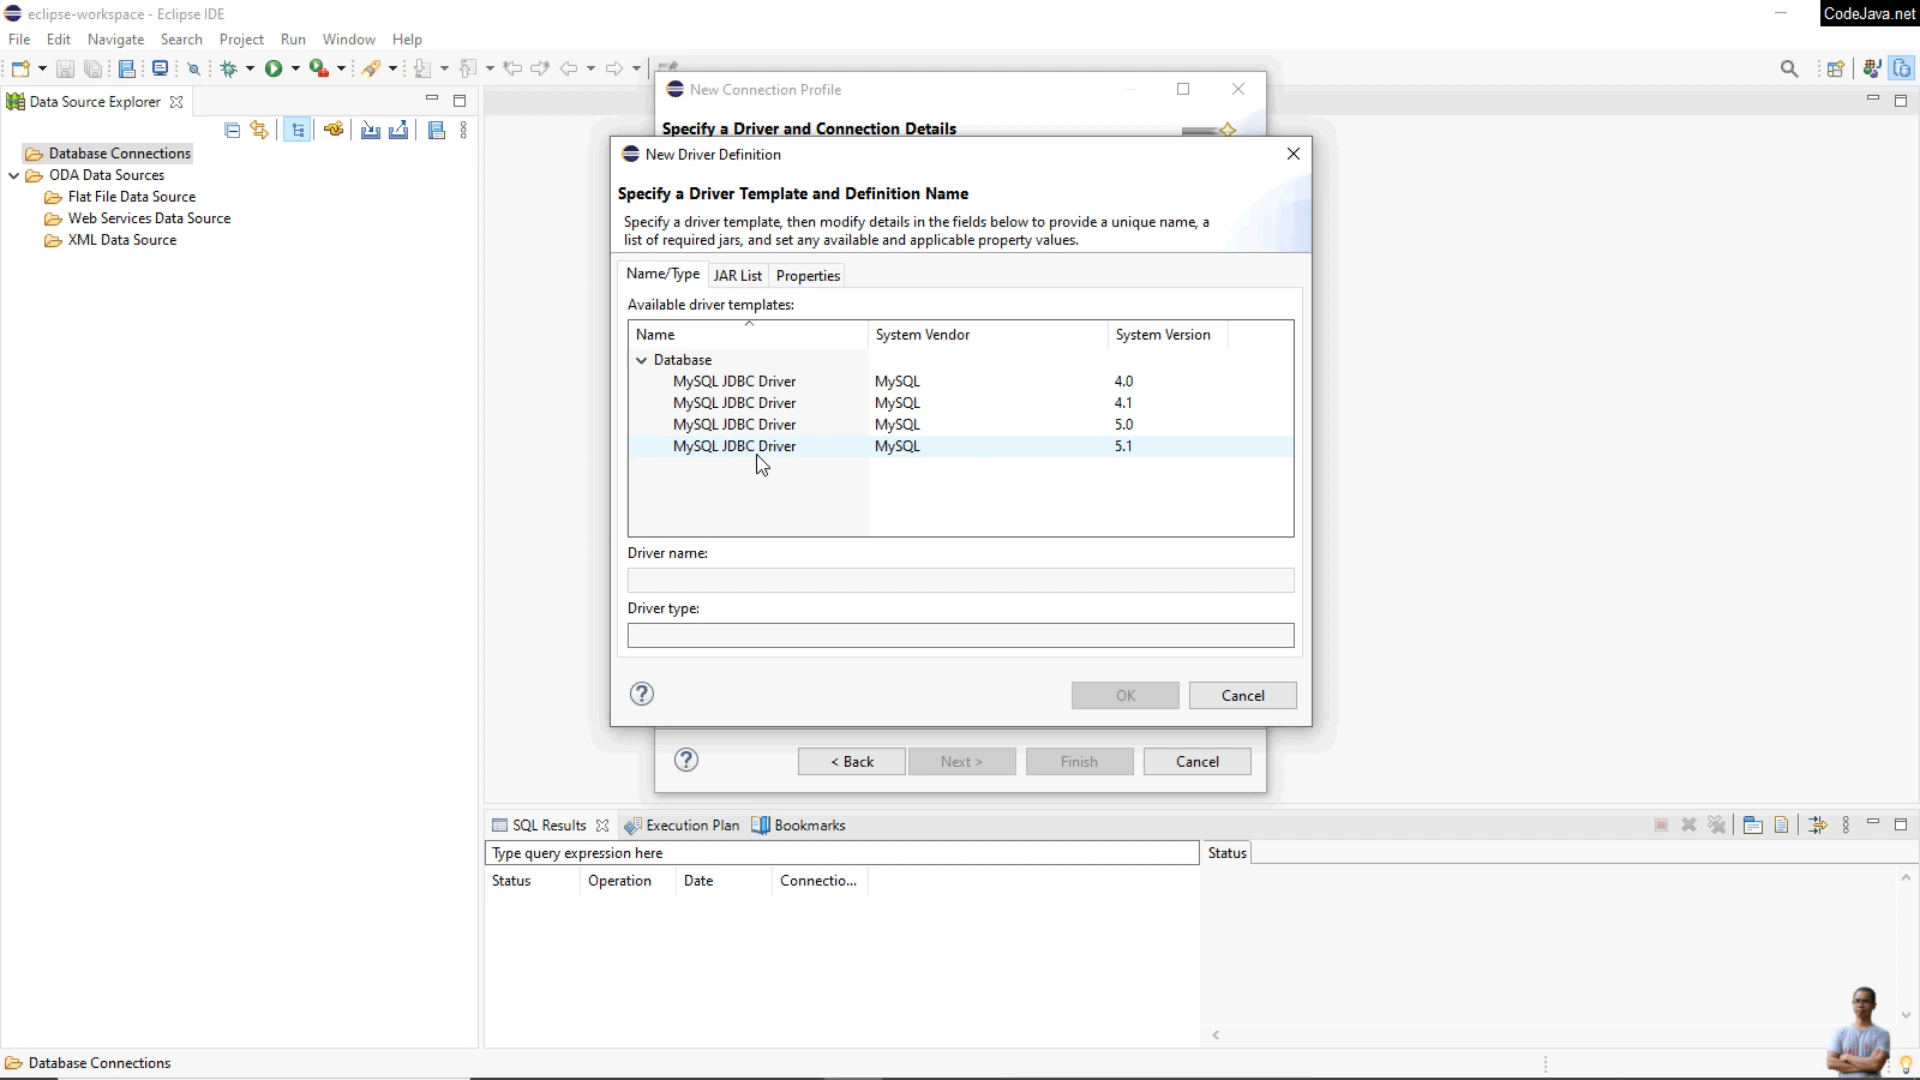 eclipse-workspace - Eclipse IDE
CodeJava.net
File Edit Navigate Search Project Run Window Help
Data Source Explorer
Database Connections
ODA Data Sources
Flat File Data Source
Web Services Data Source
XML Data Source
New Connection Profile
Specify a Driver and Connection Details
New Driver Definition
Specify a Driver Template and Definition Name
Specify a driver template, then modify details in the fields below to provide a unique name, a
list of required jars, and set any available and applicable property values.
Name/Type JAR List Properties
Available driver templates:
Name System Vendor System Version
Database
MySQL JDBC Driver MySQL 4.0
MySQL JDBC Driver MySQL 4.1
MySQL JDBC Driver MySQL 5.0
MySQL JDBC Driver MySQL 5.1
Driver name:
Driver type:
OK Cancel
< Back Next > Finish Cancel
SQL Results Execution Plan Bookmarks
Type query expression here
Status
Status Operation Date Connectio...
Database Connections